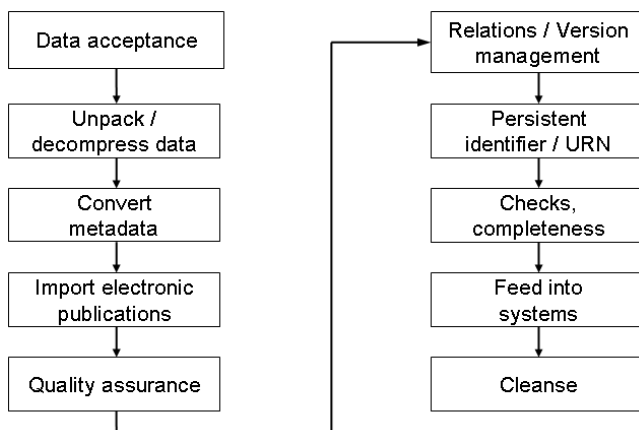 Data acceptance
Unpack /
decompress data
Convert
metadata
Import electronic
publications
Quality assurance
Relations / Version
management
Persistent
identifier / URN
Checks,
completeness
Feed into
systems
Cleanse